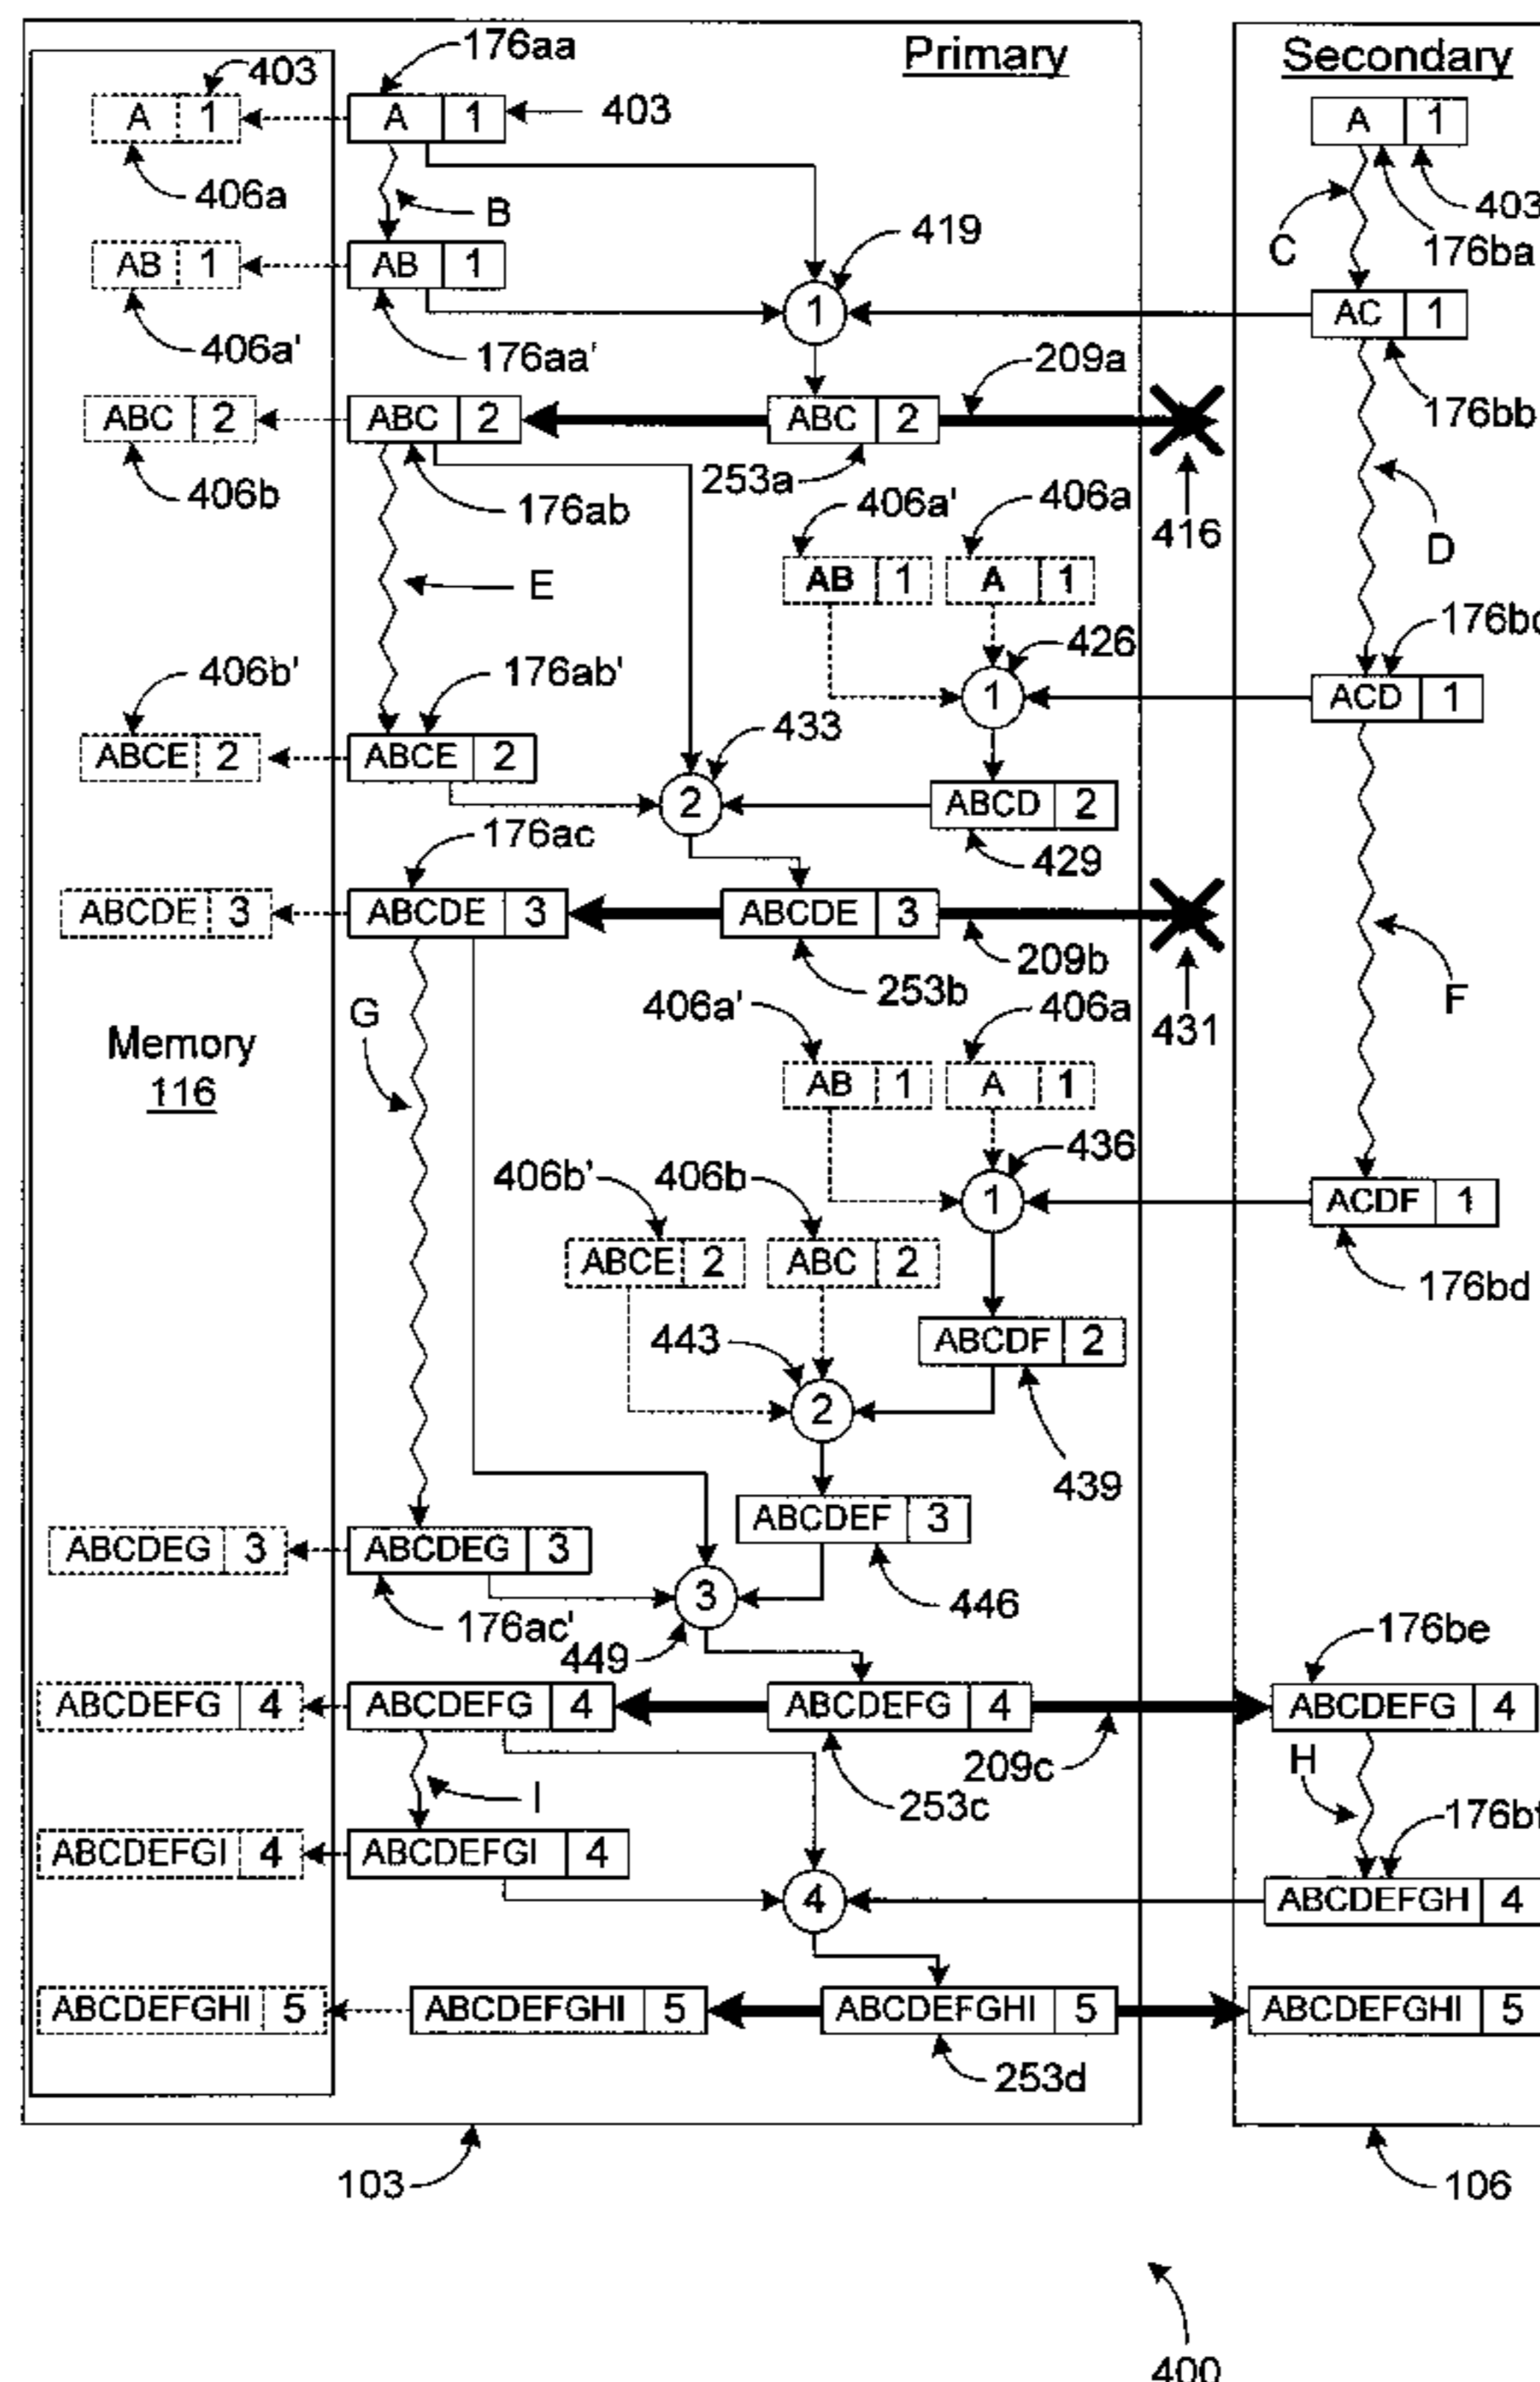 Primary
Secondary
176aa
403
A 1
A 1
403
A 1
406a
B
403
C
176ba
419
AB 1
AB 1
1
AC 1
406a'
176aa'
209a
176bb
ABC 2
ABC 2
ABC 2
406b
176ab
253a
406a'
406a
416
D
E
AB 1
A 1
426
406b'
176ab'
1
ACD 1
433
ABCE 2
ABCE 2
2
ABCD 2
176ac
429
ABCDE 3
ABCDE 3
ABCDE 3
209b
253b
F
G
406a'
406a
431
Memory
116
AB 1
A 1
436
406b'
406b
1
ACDF 1
ABCE 2
ABC 2
176bd
443
ABCDF 2
2
439
ABCDEF 3
ABCDEG 3
ABCDEG 3
3
446
176ac'
449
176be
ABCDEFG 4
ABCDEFG 4
ABCDEFG 4
ABCDEFG 4
209c
H
I
253c
ABCDEFGI 4
ABCDEFGI 4
4
ABCDEFGH 4
ABCDEFGHI 5
ABCDEFGHI 5
ABCDEFGHI 5
ABCDEFGHI 5
253d
103
106
400